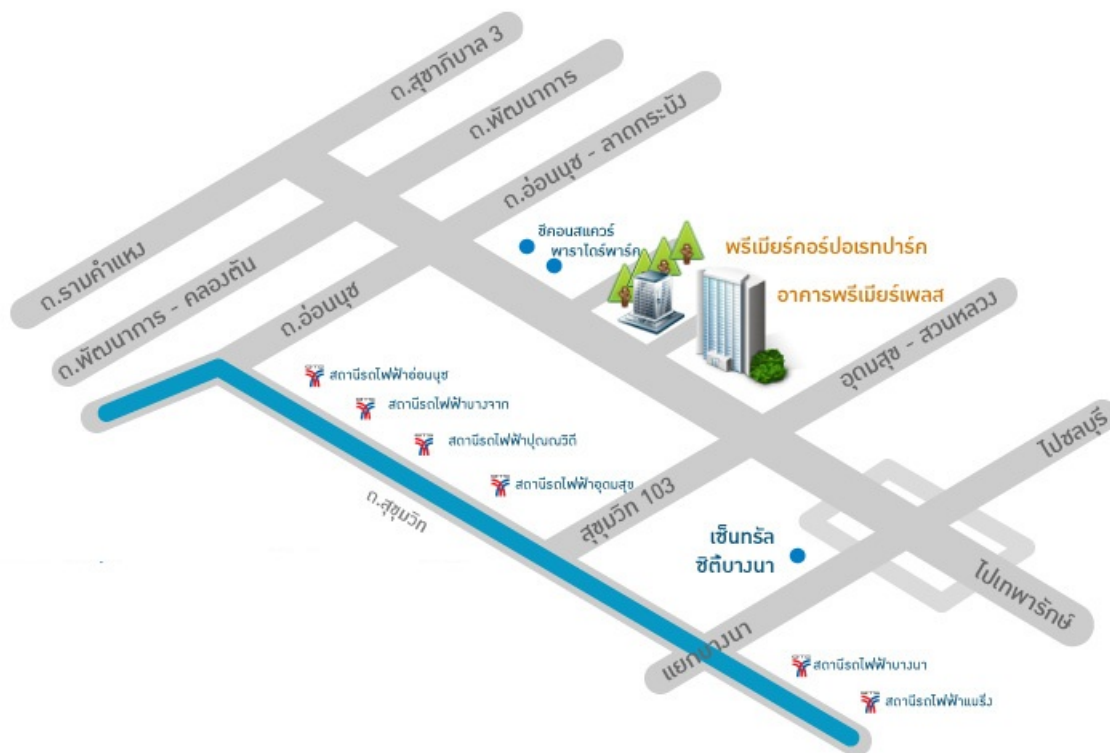 ถ.สุขาภิบาล 3
ถ.พัฒนาการ
ถ.อ่อนนุช - ลาดกระบัง
ซีคอนสแควร์
พาราไดร์พาร์ค
พรีเมียร์คอร์ปอเรทปาร์ค
อาคารพรีเมียร์เพลส
ถ.รามคำแหง
ถ.พัฒนาการ - คลองตัน
ถ.อ่อนนุช
อุดมสุข - สวนหลวง
สถานีรถไฟฟ้าอ่อนนุช
สถานีรถไฟฟ้าบางจาก
สถานีรถไฟฟ้าปุณณวิถี
สถานีรถไฟฟ้าอุดมสุข
ถ.สุขุมวิท
สุขุมวิท 103
ไปชลบุรี
เซ็นทรัล
ซิตี้บางนา
ไปเทพารักษ์
แยกบางนา
สถานีรถไฟฟ้าบางนา
สถานีรถไฟฟ้าแบริ่ง